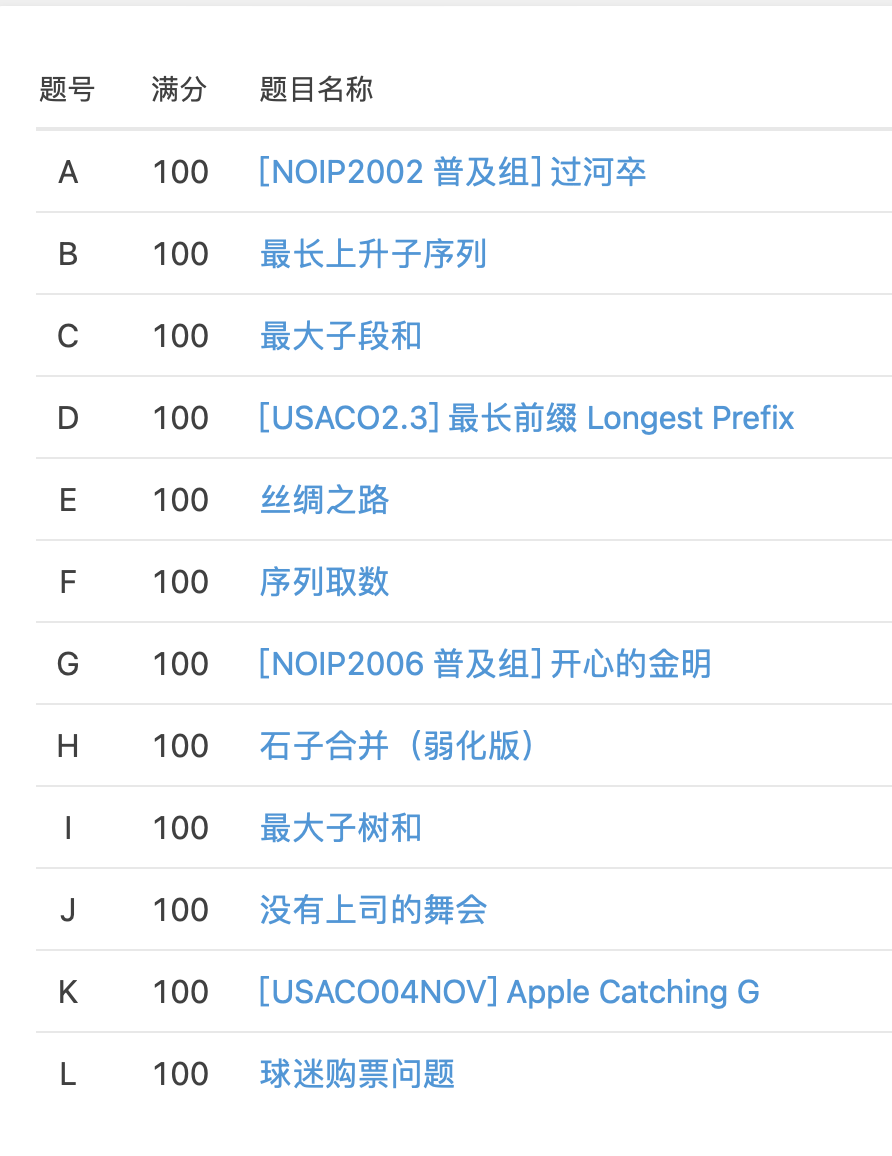 题号 满分 题目名称
A 100 [NOIP2002 普及组] 过河卒
B 100 最长上升子序列
C 100 最大子段和
D 100 [USACO2.3] 最长前缀 Longest Prefix
E 100 丝绸之路
F 100 序列取数
G 100 [NOIP2006 普及组] 开心的金明
H 100 石子合并（弱化版）
I 100 最大子树和
J 100 没有上司的舞会
K 100 [USACO04NOV] Apple Catching G
L 100 球迷购票问题